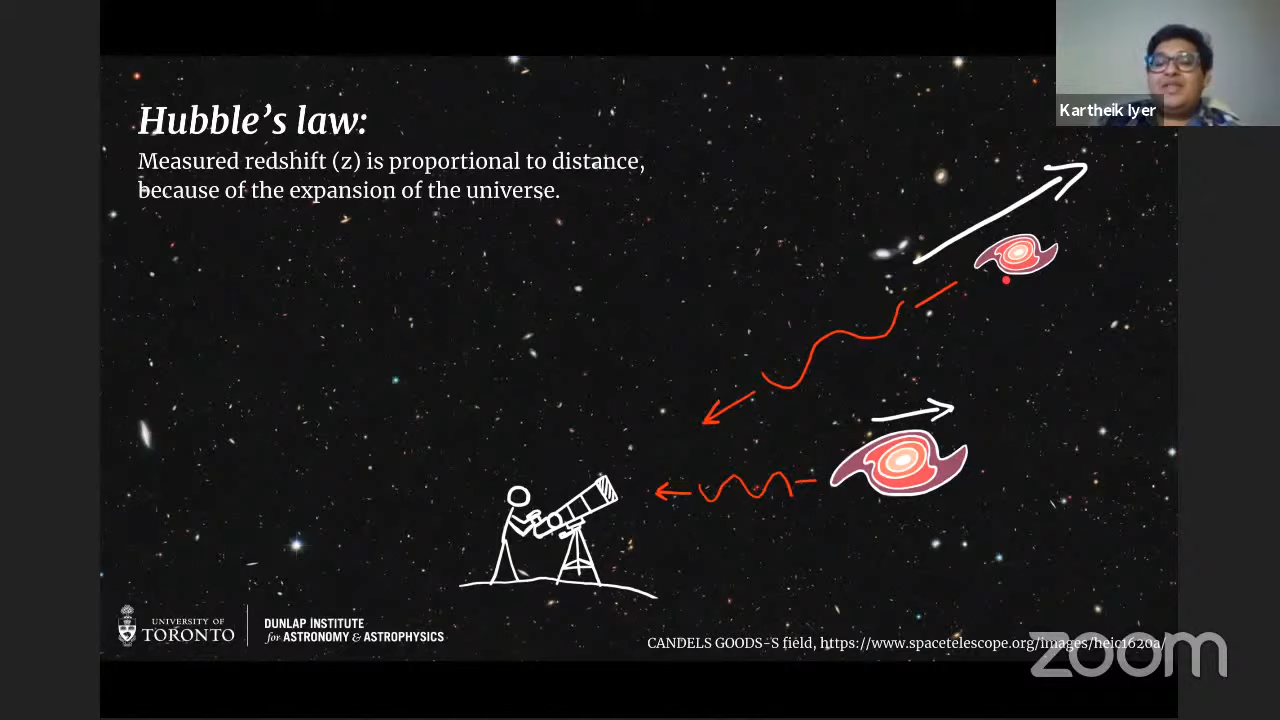 Kartheik Iyer
Hubble's law:
Measured redshift (z) is proportional to distance,
because of the expansion of the universe.
UNIVERSITY OF
TORONTO
DUNLAP INSTITUTE
for ASTRONOMY & ASTROPHYSICS
CANDELS GOODS-S field, https://www.spacetelescope.org/images/heic1620a/
zoom